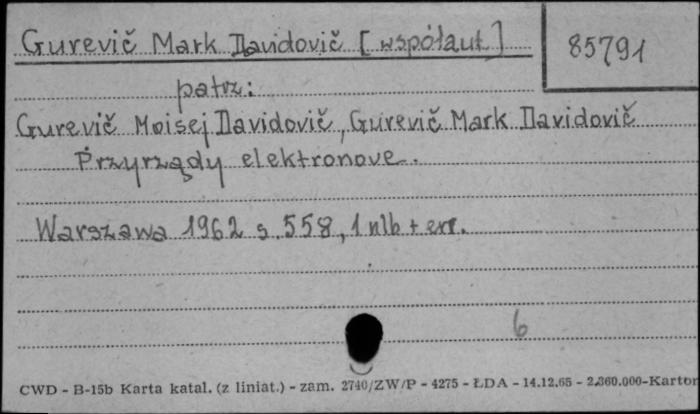 Gurevič Mark Davidovič [współaut.] 85791
patrz:
Gurevič Moisej Davidovič, Gurevič Mark Davidovič
Przyrządy elektronove.
Warszawa 1962 s. 558, 1 nlb + err.
6
CWD - B-15b Karta katal. (z liniat.) - zam. 2740/ZW/P - 4275 - ŁDA - 14.12.65 - 2.360.000-Karton